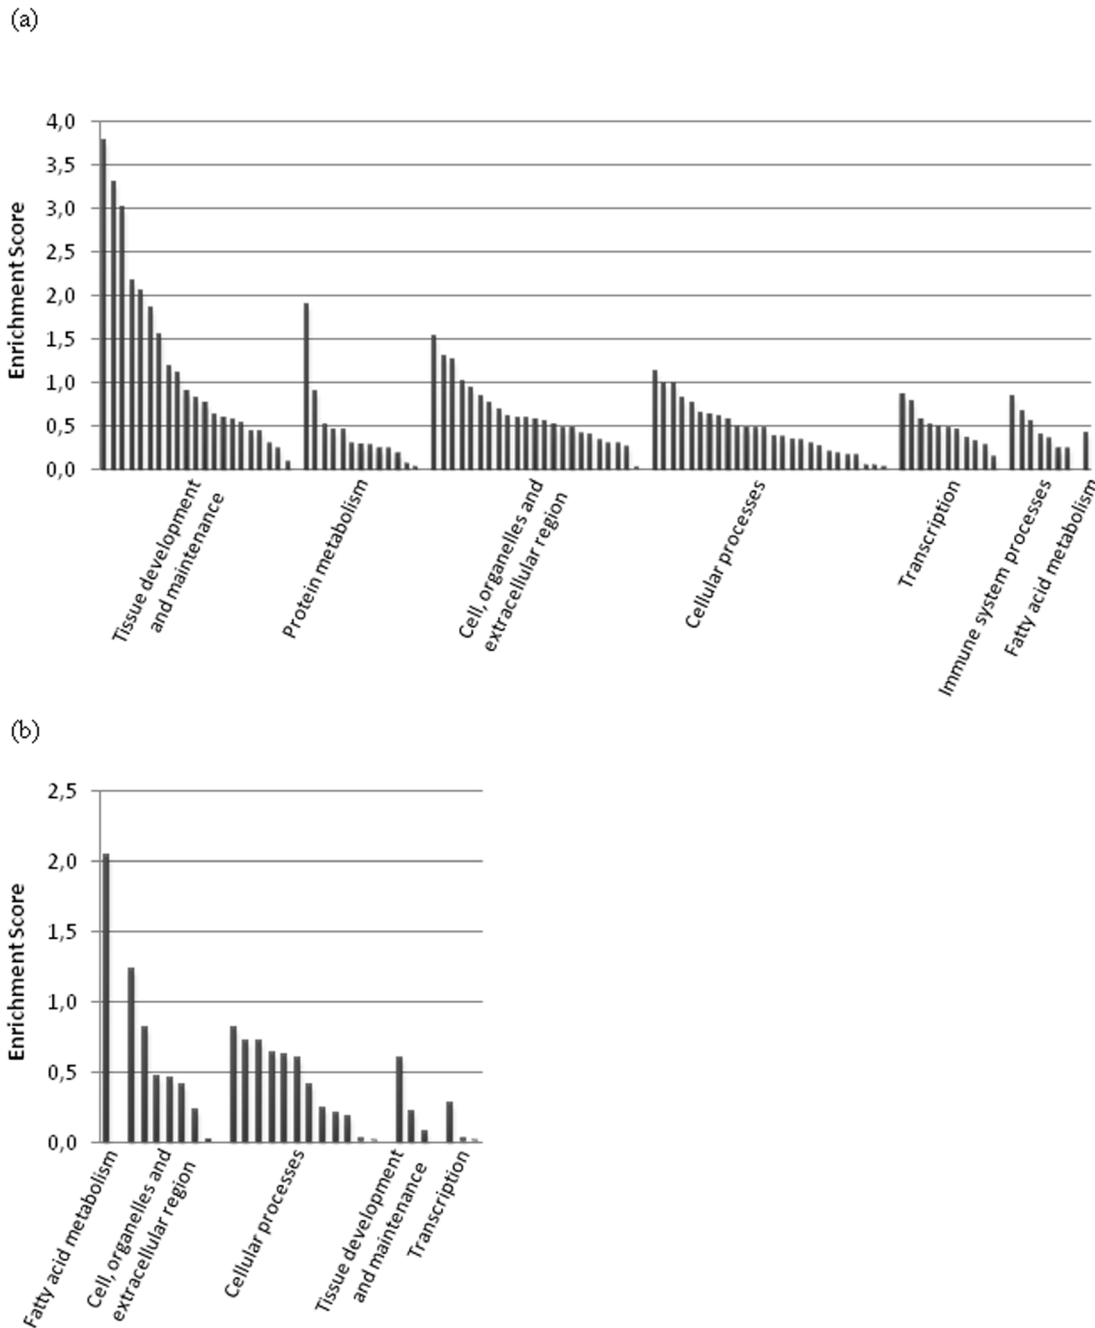 (a)
Enrichment Score
4,0
3,5
3,0
2,5
2,0
1,5
1,0
0,5
0,0
Tissue development
and maintenance
Protein metabolism
Cell, organelles and
extracellular region
Cellular processes
Transcription
Immune system processes
Fatty acid metabolism
(b)
Enrichment Score
2,5
2,0
1,5
1,0
0,5
0,0
Fatty acid metabolism
Cell, organelles and
extracellular region
Cellular processes
Tissue development
and maintenance
Transcription